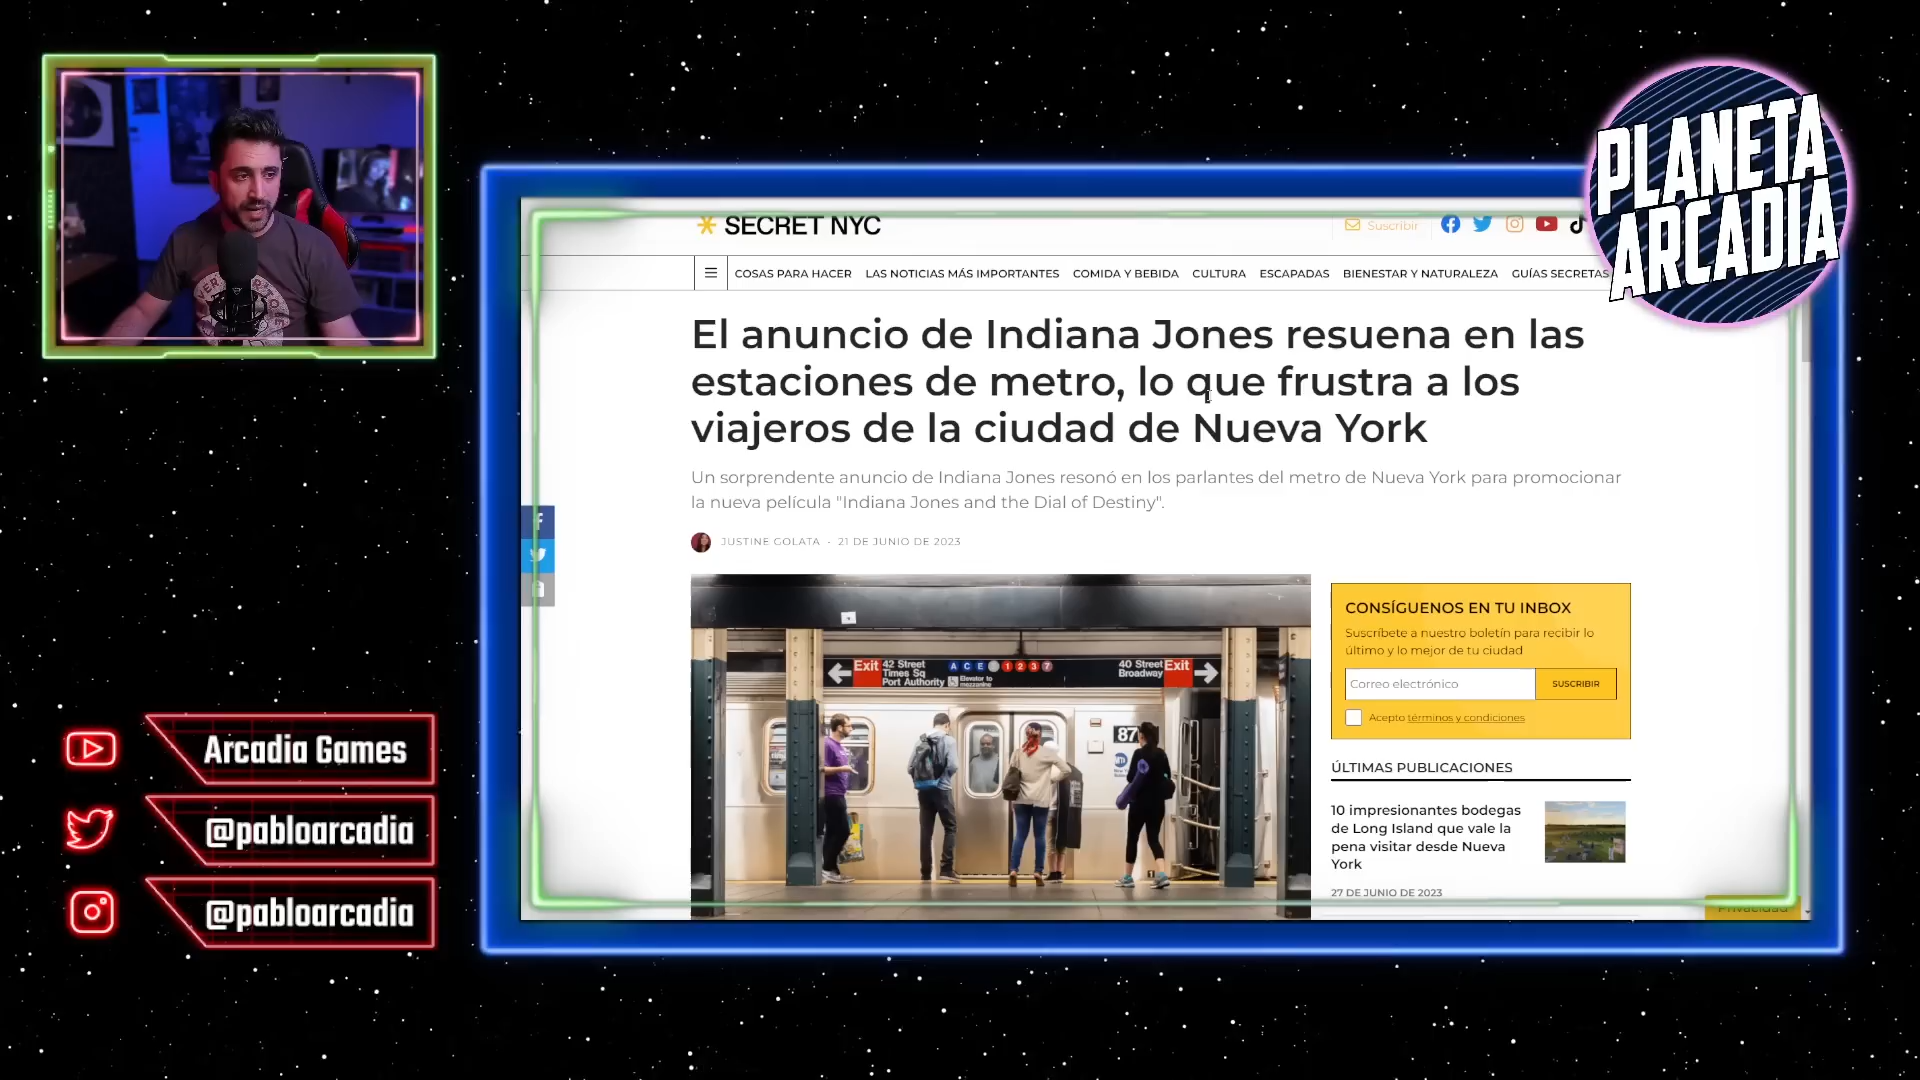 PLANETA
ARCADIA
SECRET NYC
Suscribir
COSAS PARA HACER LAS NOTICIAS MÁS IMPORTANTES COMIDA Y BEBIDA CULTURA ESCAPADAS BIENESTAR Y NATURALEZA GUÍAS SECRETAS
El anuncio de Indiana Jones resuena en las
estaciones de metro, lo que frustra a los
viajeros de la ciudad de Nueva York
Un sorprendente anuncio de Indiana Jones resonó en los parlantes del metro de Nueva York para promocionar
la nueva película "Indiana Jones and the Dial of Destiny".
JUSTINE GOLATA - 21 DE JUNIO DE 2023
Exit 42 Street
Times Sq
Port Authority
A C E 1 2 3 7
Elevator to
mezzanine
40 Street
Broadway
Exit
87
CONSÍGUENOS EN TU INBOX
Suscríbete a nuestro boletín para recibir lo
último y lo mejor de tu ciudad
Correo electrónico
SUSCRIBIR
Acepto términos y condiciones
ÚLTIMAS PUBLICACIONES
10 impresionantes bodegas
de Long Island que vale la
pena visitar desde Nueva
York
27 DE JUNIO DE 2023
Privacidad
Arcadia Games
@pabloarcadia
@pabloarcadia